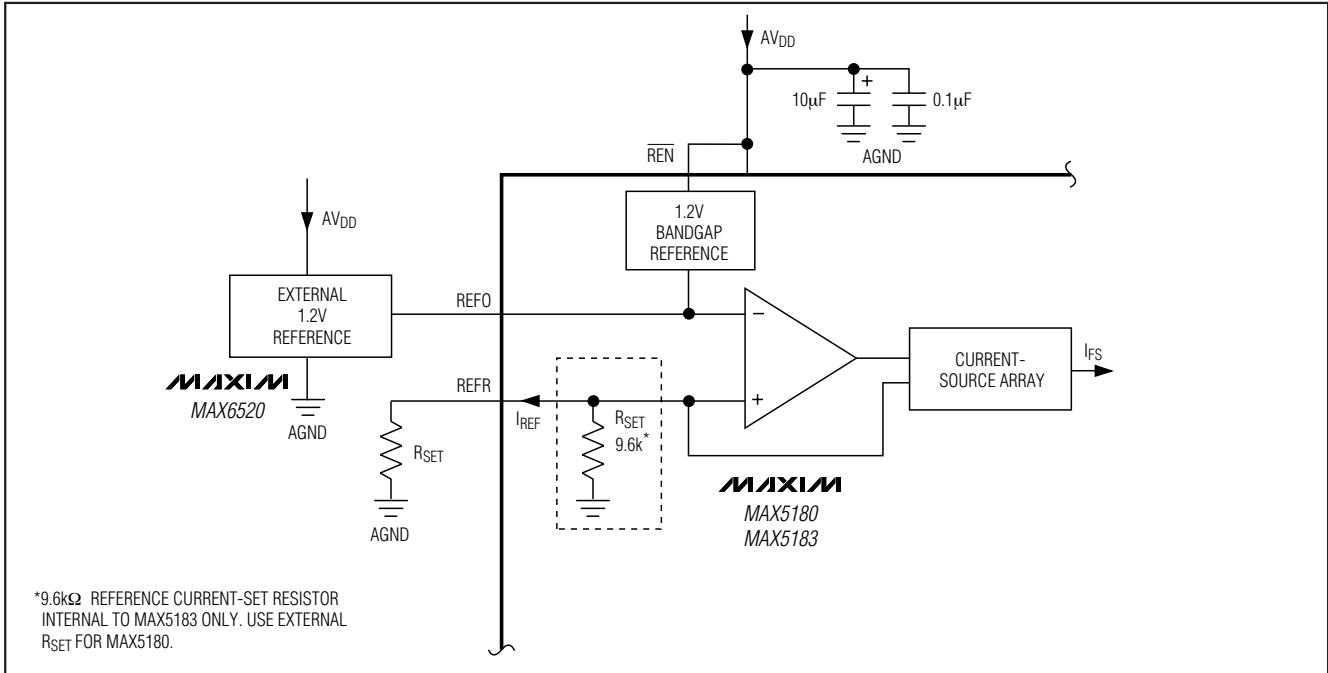 AVDD
10µF
+
0.1µF
AGND
REN
AVDD
1.2V
BANDGAP
REFERENCE
EXTERNAL
1.2V
REFERENCE
REFO
−
CURRENT-
SOURCE ARRAY
IFS
MAXIM
MAX6520
AGND
REFR
IREF
RSET
9.6k*
+
RSET
AGND
MAXIM
MAX5180
MAX5183
*9.6kΩ REFERENCE CURRENT-SET RESISTOR
INTERNAL TO MAX5183 ONLY. USE EXTERNAL
RSET FOR MAX5180.